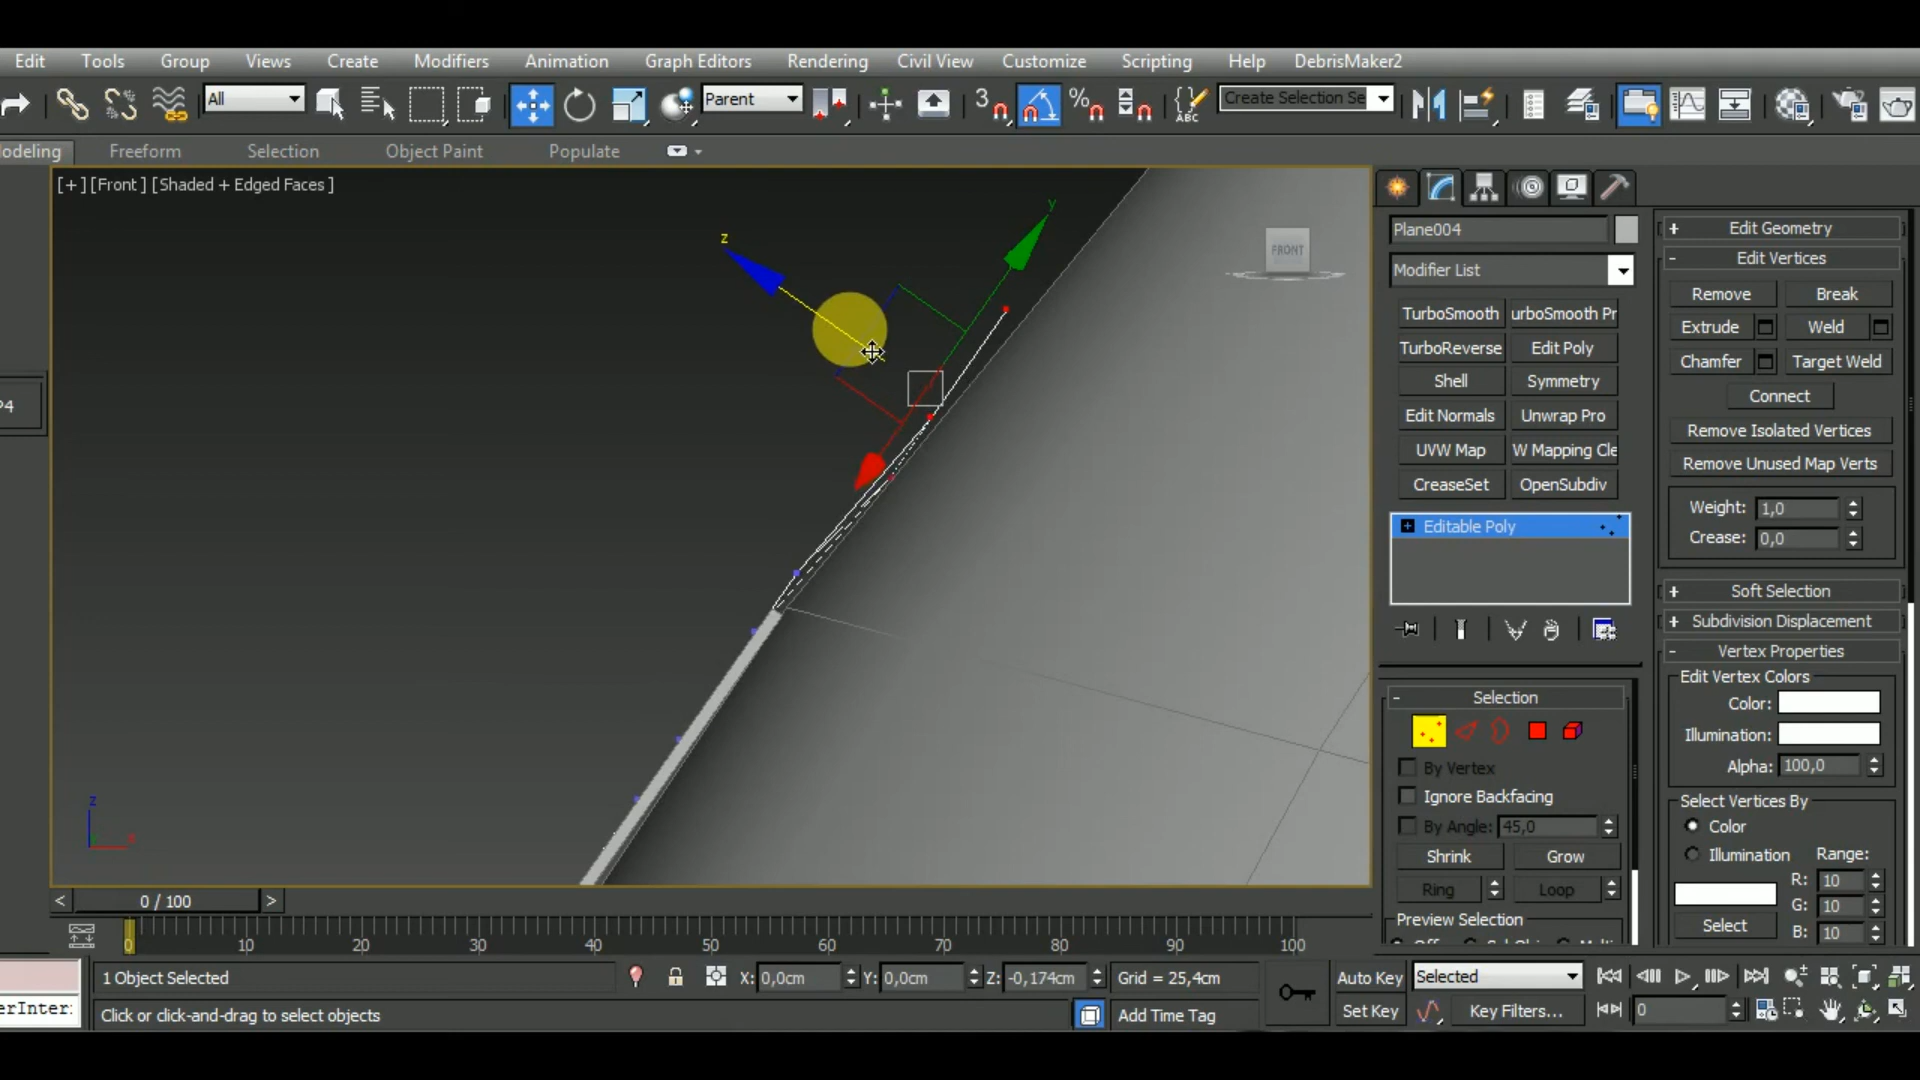 Edit Tools Group Views Create Modifiers Animation Graph Editors Rendering Civil View Scripting Help DebrisMaker2
All Parent 3 % ABC Create Selection Se
odeling Freeform Selection Object Paint Populate
[+] [Front] [Shaded + Edged Faces]
z
y
FRONT
P4
z
Plane004
Modifier List
TurboSmooth urboSmooth Pr
TurboReverse Edit Poly
Shell Symmetry
Edit Normals Unwrap Pro
UVW Map W Mapping Cle
CreaseSet OpenSubdiv
Editable Poly
Selection
By Vertex
Ignore Backfacing
By Angle: 45,0
Shrink Grow
Ring Loop
Preview Selection
Edit Geometry
Edit Vertices
Remove Break
Extrude Weld
Chamfer Target Weld
Connect
Remove Isolated Vertices
Remove Unused Map Verts
Weight: 1,0
Crease: 0,0
Soft Selection
Subdivision Displacement
Vertex Properties
Edit Vertex Colors
Color:
Illumination:
Alpha: 100,0
Select Vertices By
Color
Illumination Range:
R: 10
G: 10
Select B: 10
< 0 / 100 >
0 10 20 30 40 50 60 70 80 90 100
1 Object Selected X: 0,0cm Y: 0,0cm Z: -0,174cm Grid = 25,4cm Auto Key Selected
erInter: Click or click-and-drag to select objects Add Time Tag Set Key Key Filters... 0